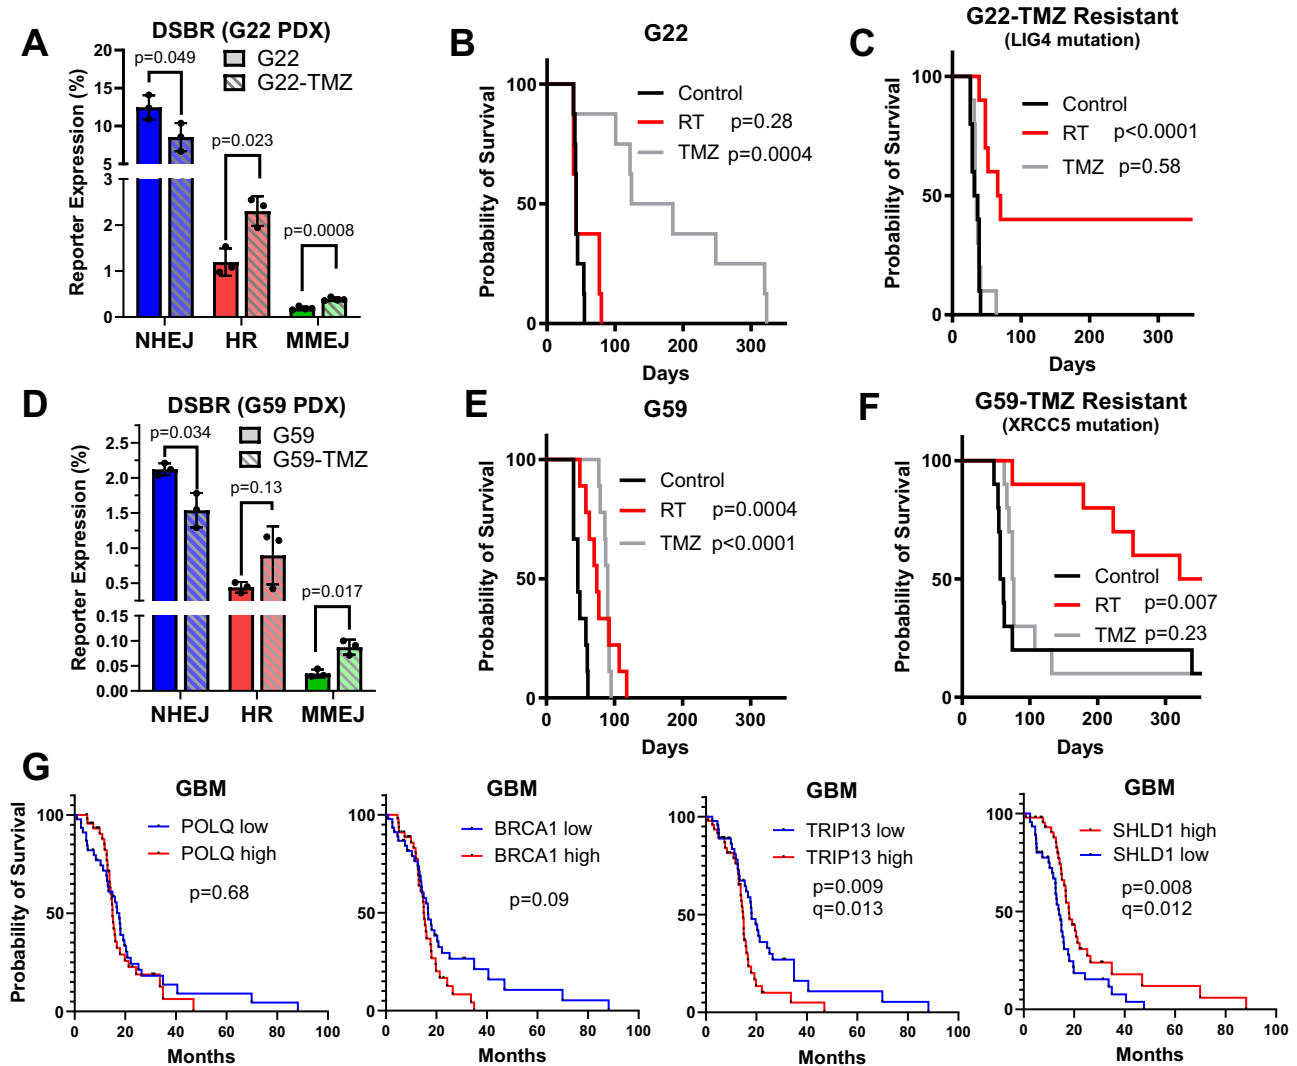 A
DSBR (G22 PDX)
G22
G22-TMZ
p=0.049
p=0.023
p=0.0008
Reporter Expression (%)
20
15
10
5
3
2
1
0
NHEJ
HR
MMEJ
B
G22
Control
RT p=0.28
TMZ p=0.0004
Probability of Survival
100
50
0
0
100
200
300
Days
C
G22-TMZ Resistant
(LIG4 mutation)
Control
RT p<0.0001
TMZ p=0.58
Probability of Survival
100
50
0
0
100
200
300
Days
D
DSBR (G59 PDX)
G59
G59-TMZ
p=0.034
p=0.13
p=0.017
Reporter Expression (%)
2.5
2.0
1.5
1.0
0.5
0.15
0.10
0.05
0.00
NHEJ
HR
MMEJ
E
G59
Control
RT p=0.0004
TMZ p<0.0001
Probability of Survival
100
50
0
0
100
200
300
Days
F
G59-TMZ Resistant
(XRCC5 mutation)
Control
RT p=0.007
TMZ p=0.23
Probability of Survival
100
50
0
0
100
200
300
Days
G
GBM
POLQ low
POLQ high
p=0.68
Probability of Survival
100
50
0
0
20
40
60
80
100
Months
GBM
BRCA1 low
BRCA1 high
p=0.09
100
50
0
0
20
40
60
80
100
Months
GBM
TRIP13 low
TRIP13 high
p=0.009
q=0.013
100
50
0
0
20
40
60
80
100
Months
GBM
SHLD1 high
SHLD1 low
p=0.008
q=0.012
100
50
0
0
20
40
60
80
100
Months